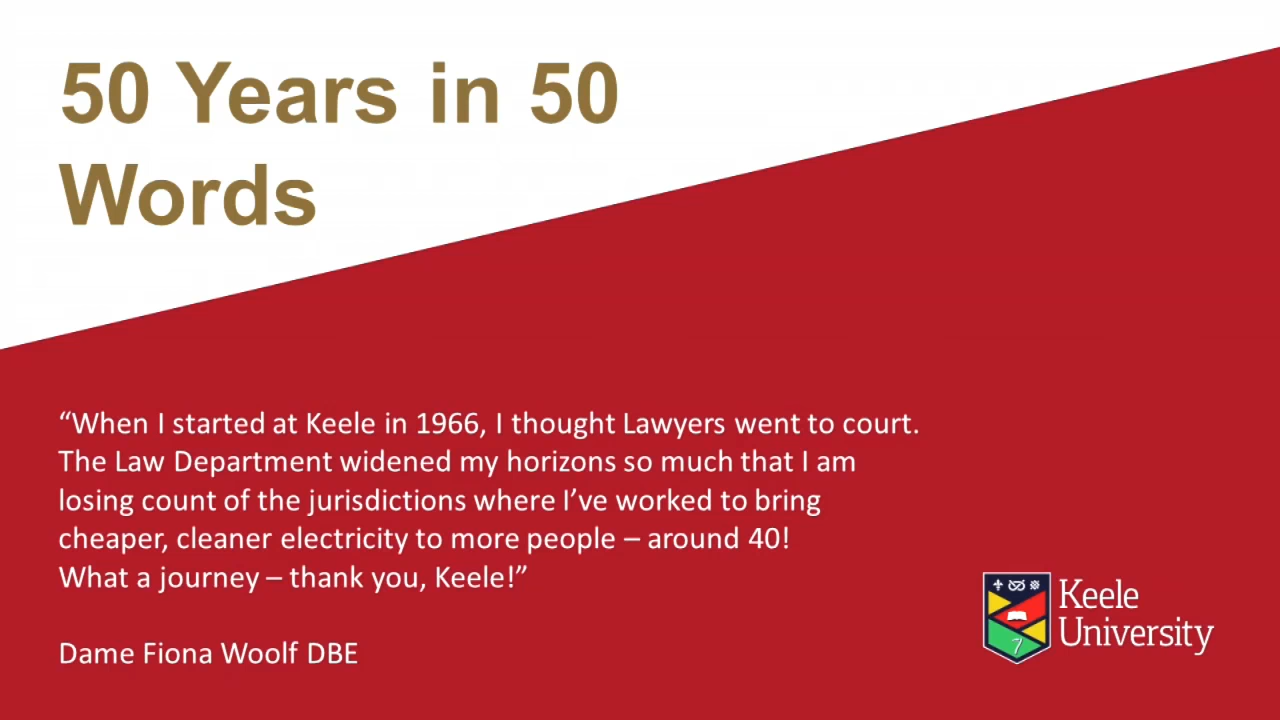 50 Years in 50
Words
“When I started at Keele in 1966, I thought Lawyers went to court.
The Law Department widened my horizons so much that I am
losing count of the jurisdictions where I’ve worked to bring
cheaper, cleaner electricity to more people – around 40!
What a journey – thank you, Keele!”
Dame Fiona Woolf DBE
Keele
University